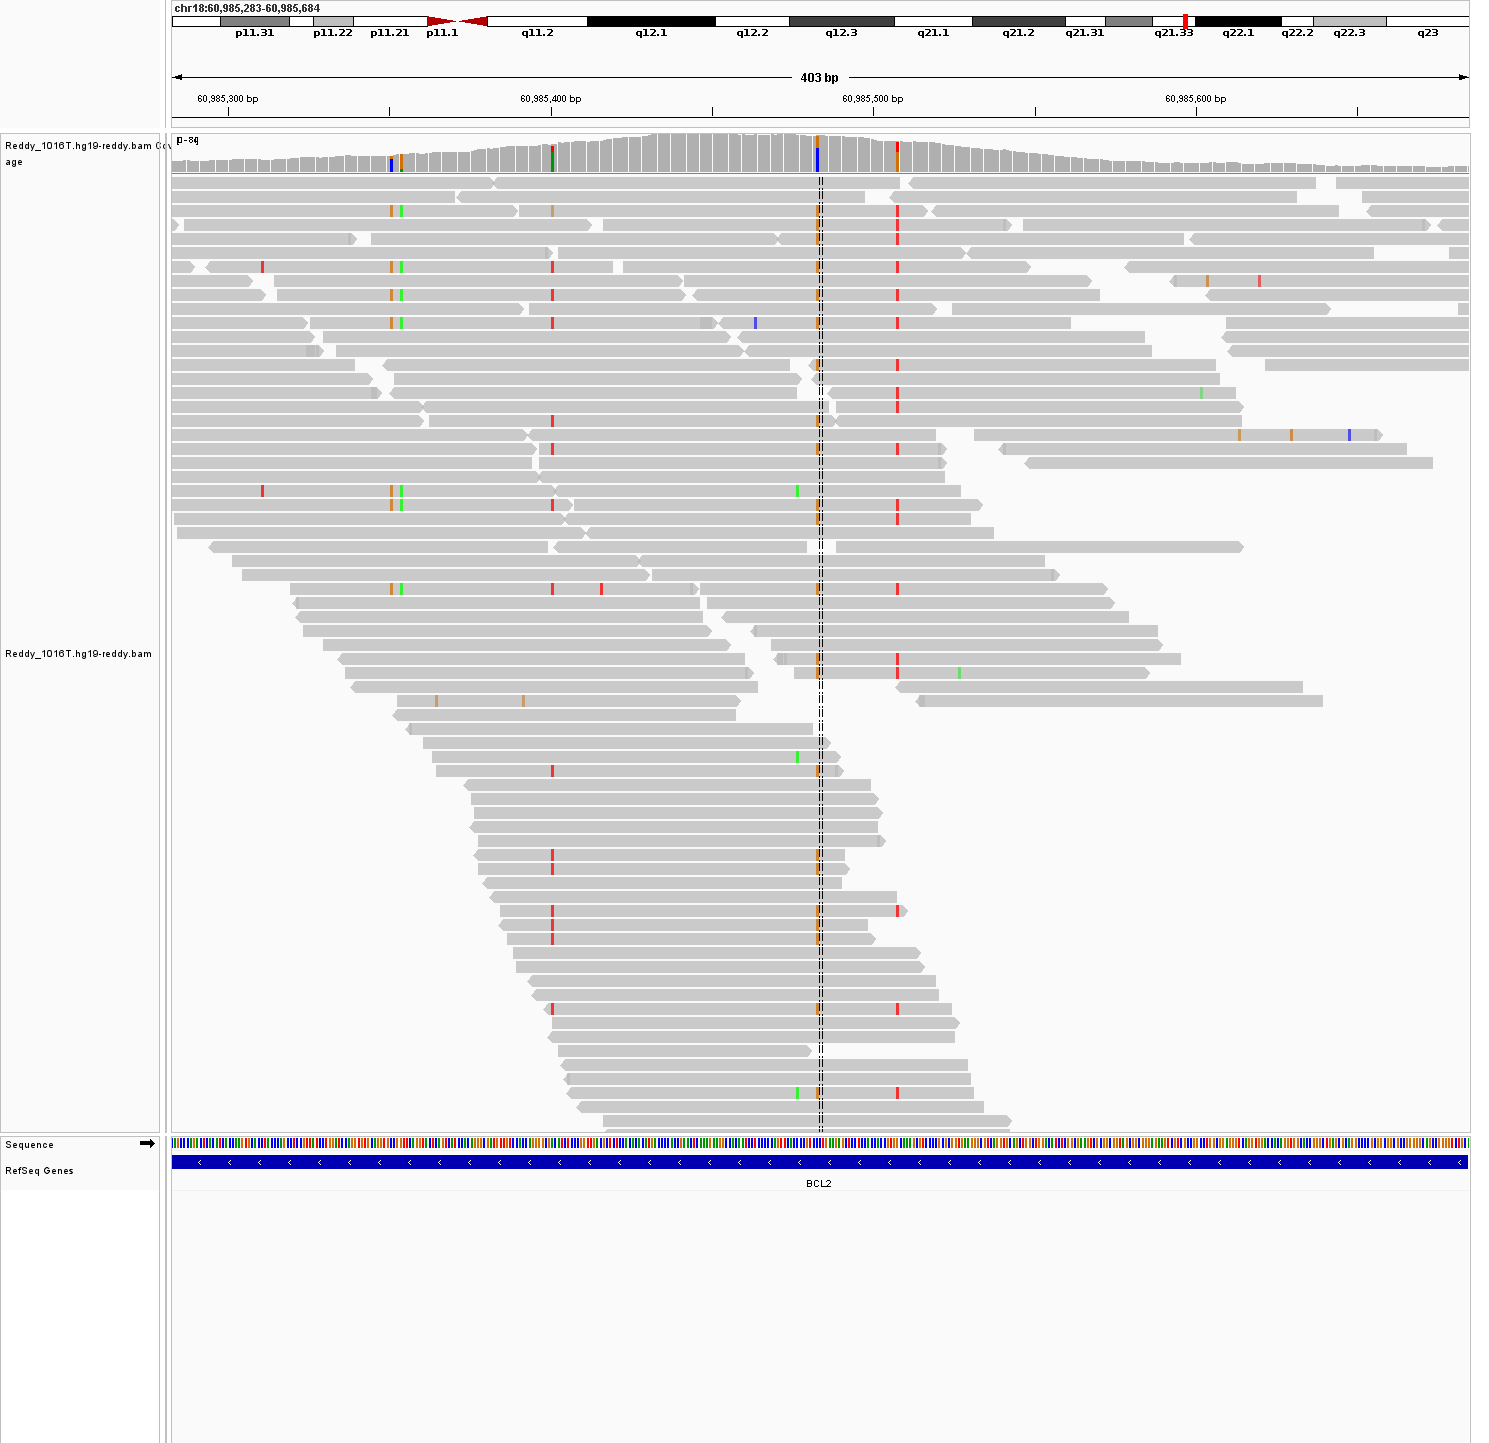 chr18:60,985,283-60,985,684
p11.31 p11.22 p11.21 p11.1 q11.2 q12.1 q12.2 q12.3 q21.1 q21.2 q21.31 q21.33 q22.1 q22.2 q22.3 q23
403 bp
60,985,300 bp 60,985,400 bp 60,985,500 bp 60,985,600 bp
Reddy_1016T.hg19-reddy.bam Cov
age
[0-84]
Reddy_1016T.hg19-reddy.bam
Sequence
RefSeq Genes
BCL2